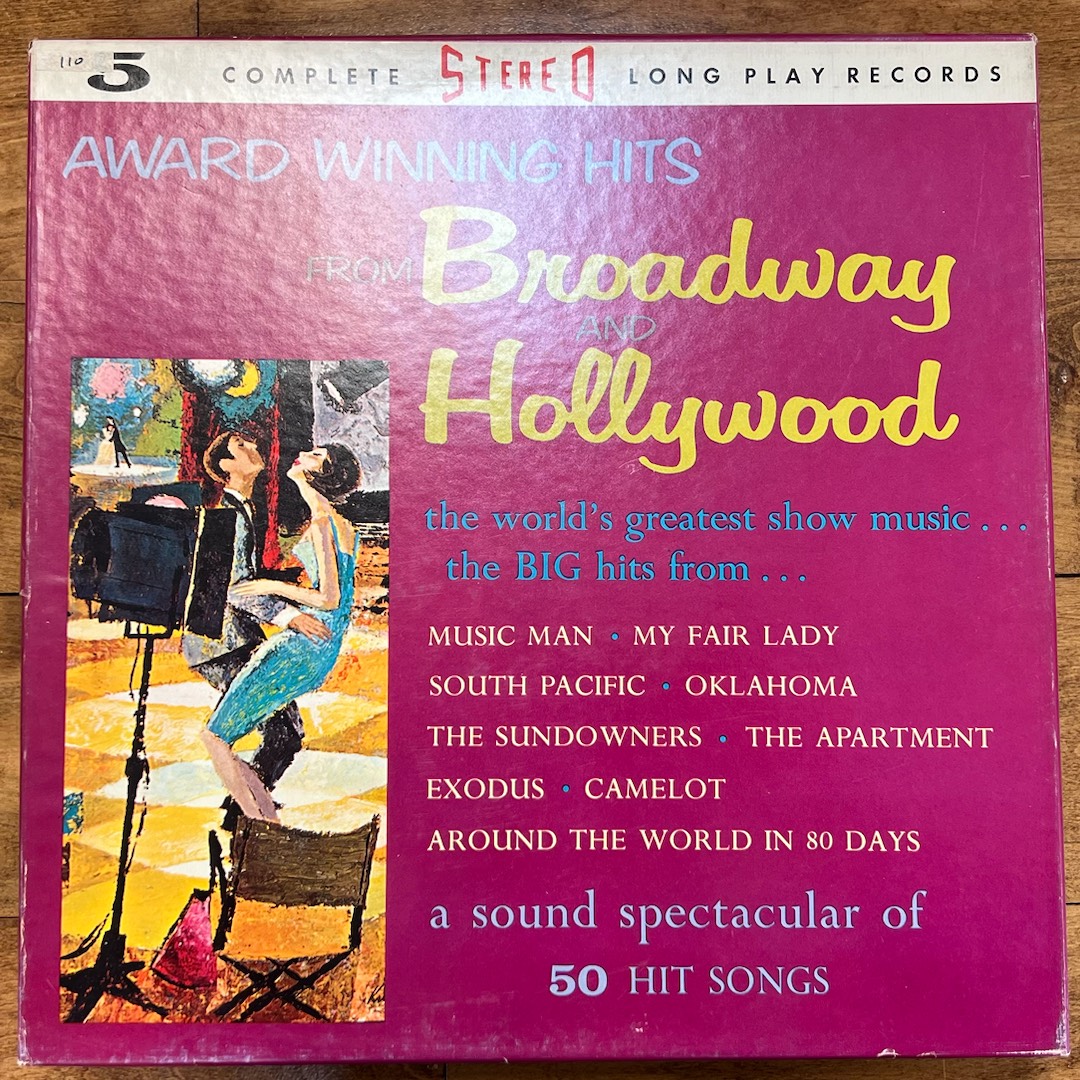 110
5 COMPLETE STEREO LONG PLAY RECORDS
AWARD WINNING HITS
FROM Broadway
AND
Hollywood
the world's greatest show music...
the BIG hits from...
MUSIC MAN • MY FAIR LADY
SOUTH PACIFIC • OKLAHOMA
THE SUNDOWNERS • THE APARTMENT
EXODUS • CAMELOT
AROUND THE WORLD IN 80 DAYS
a sound spectacular of
50 HIT SONGS